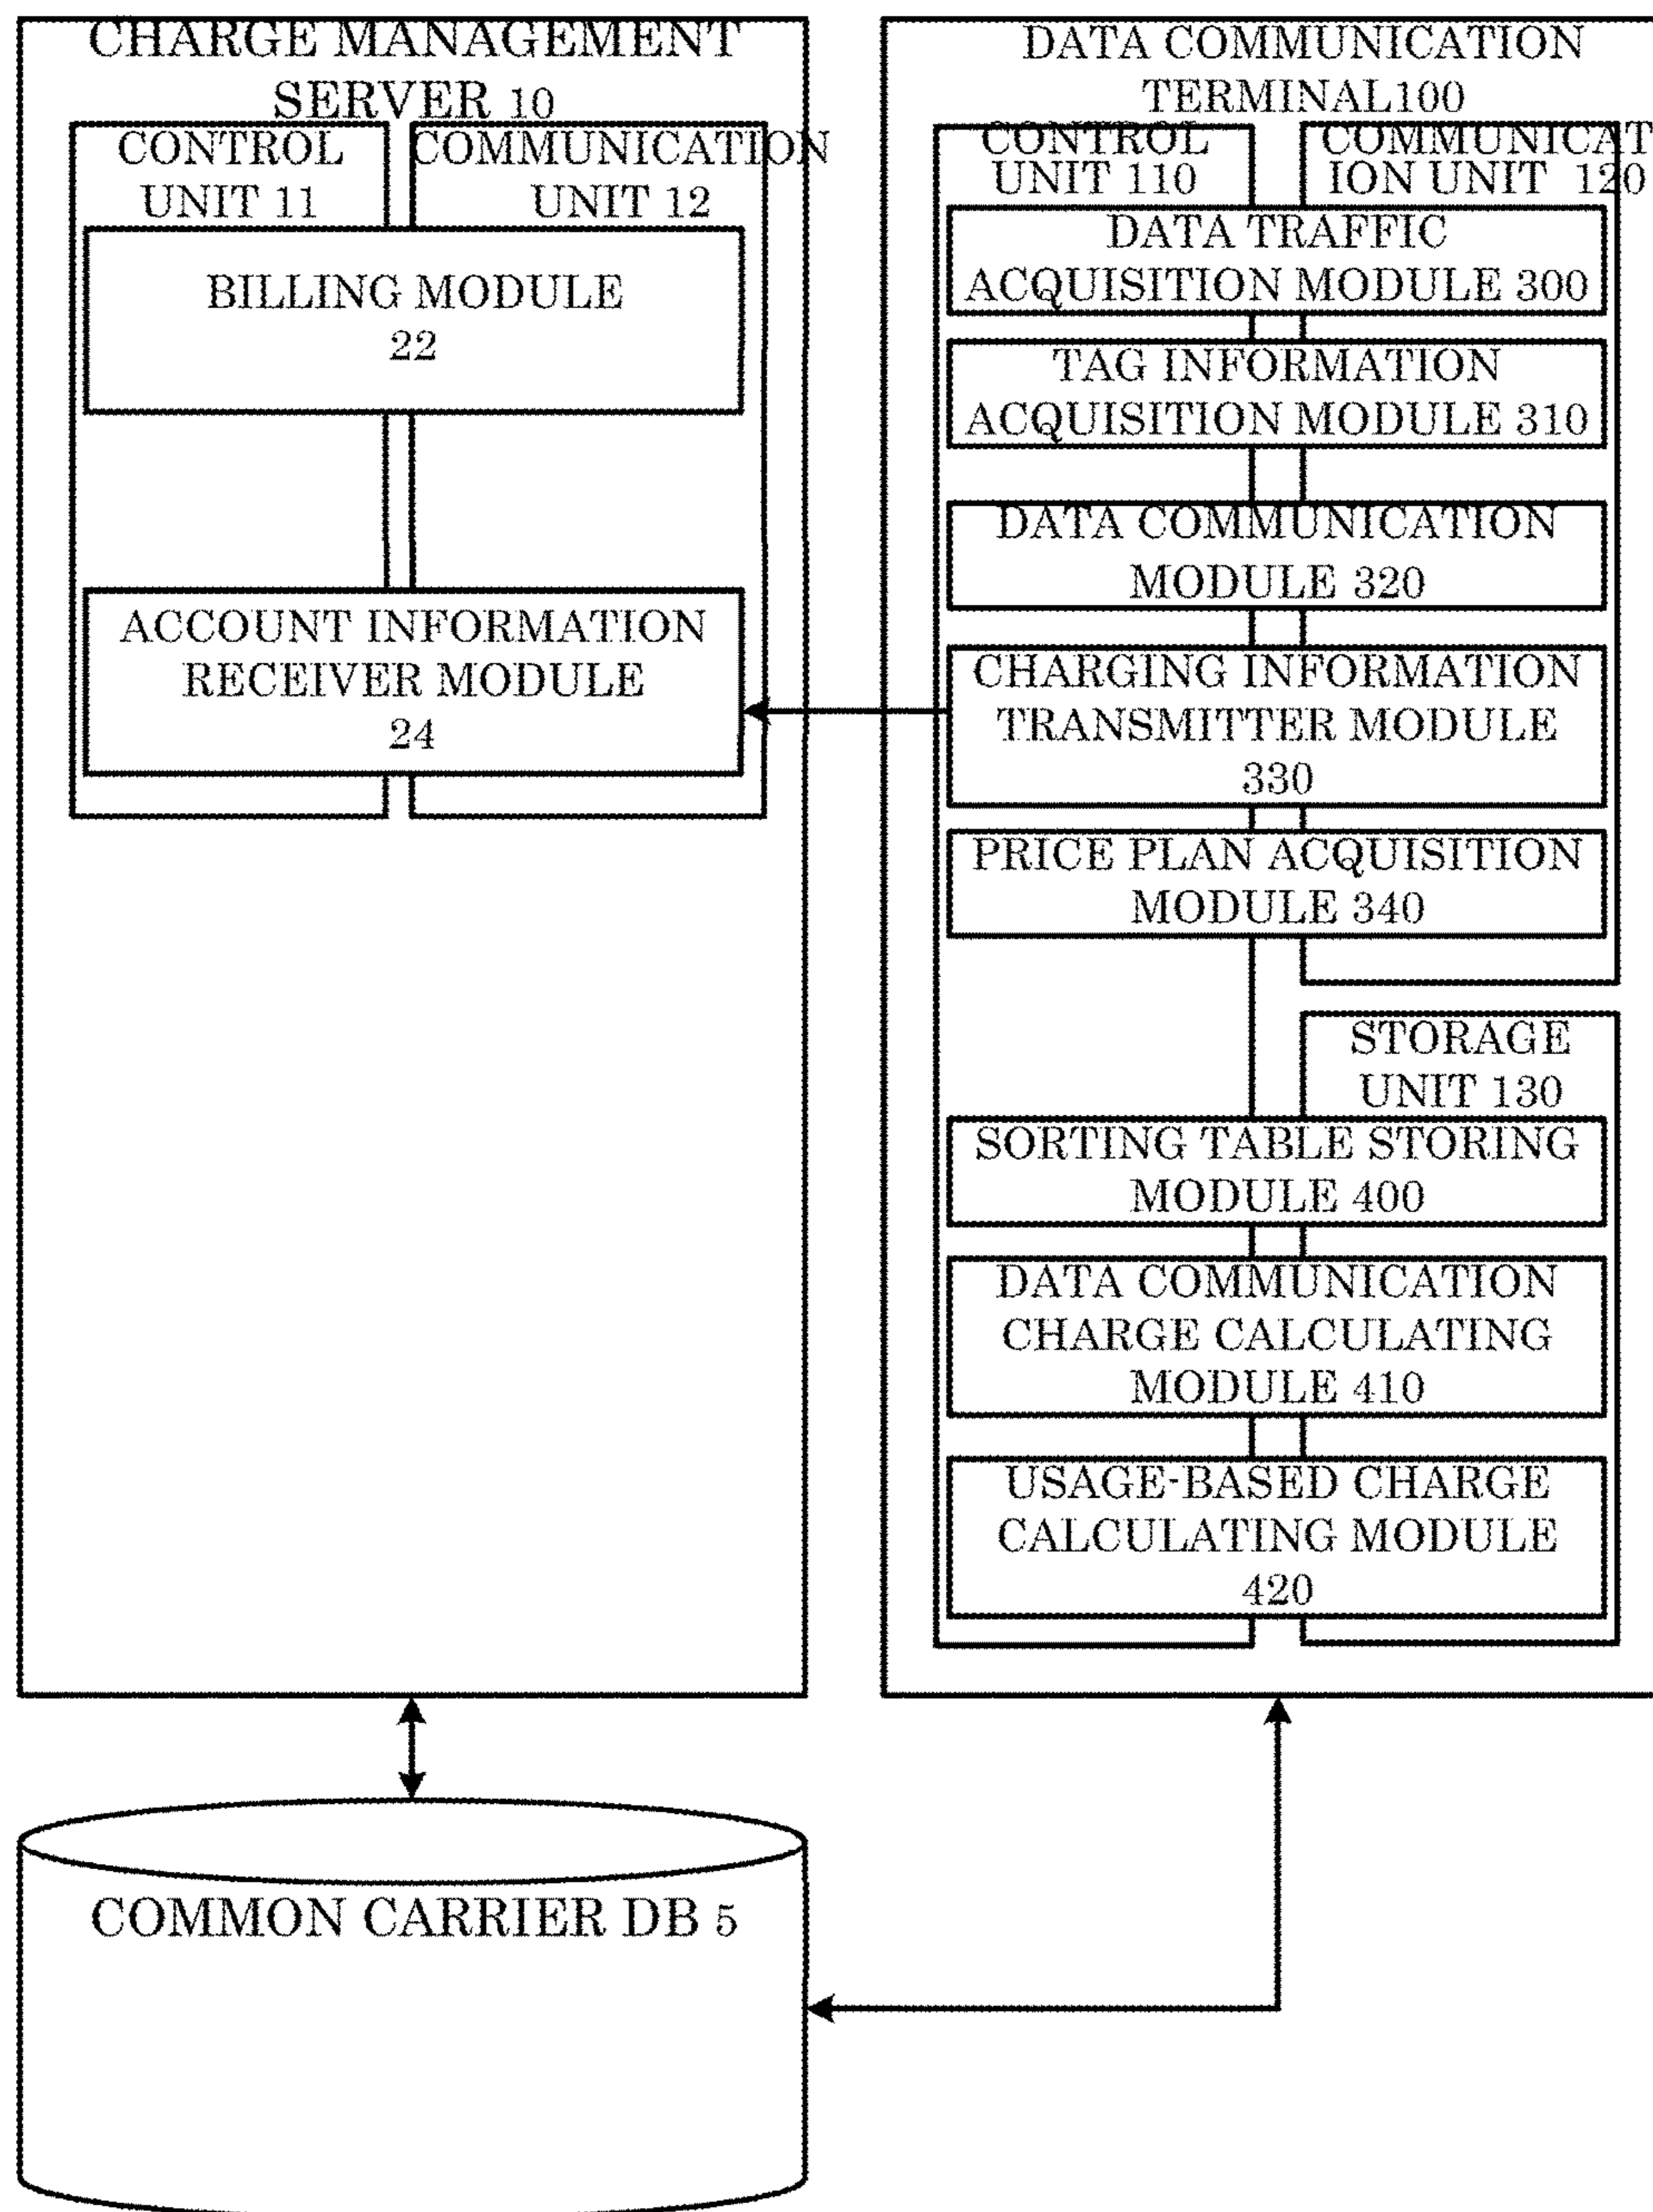 CHARGE MANAGEMENT
SERVER 10
CONTROL
UNIT 11
COMMUNICATION
UNIT 12
BILLING MODULE
22
ACCOUNT INFORMATION
RECEIVER MODULE
24
DATA COMMUNICATION
TERMINAL100
CONTROL
UNIT 110
COMMUNICAT
ION UNIT 120
DATA TRAFFIC
ACQUISITION MODULE 300
TAG INFORMATION
ACQUISITION MODULE 310
DATA COMMUNICATION
MODULE 320
CHARGING INFORMATION
TRANSMITTER MODULE
330
PRICE PLAN ACQUISITION
MODULE 340
STORAGE
UNIT 130
SORTING TABLE STORING
MODULE 400
DATA COMMUNICATION
CHARGE CALCULATING
MODULE 410
USAGE-BASED CHARGE
CALCULATING MODULE
420
COMMON CARRIER DB 5